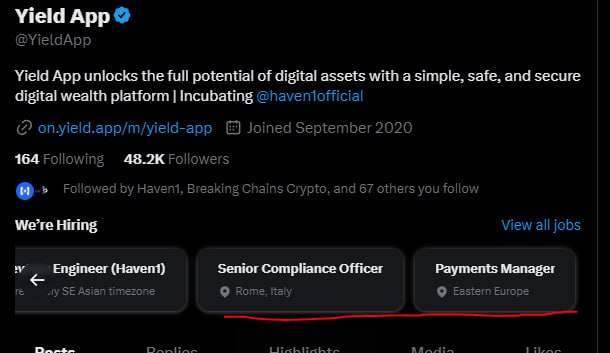 Yield App
@YieldApp
Yield App unlocks the full potential of digital assets with a simple, safe, and secure
digital wealth platform | Incubating @haven1official
on.yield.app/m/yield-app Joined September 2020
164 Following 48.2K Followers
Followed by Haven1, Breaking Chains Crypto, and 67 others you follow
We're Hiring View all jobs
Engineer (Haven1) Senior Compliance Officer Payments Manager
SE Asian timezone Rome, Italy Eastern Europe
Posts Replies Highlights Media Likes